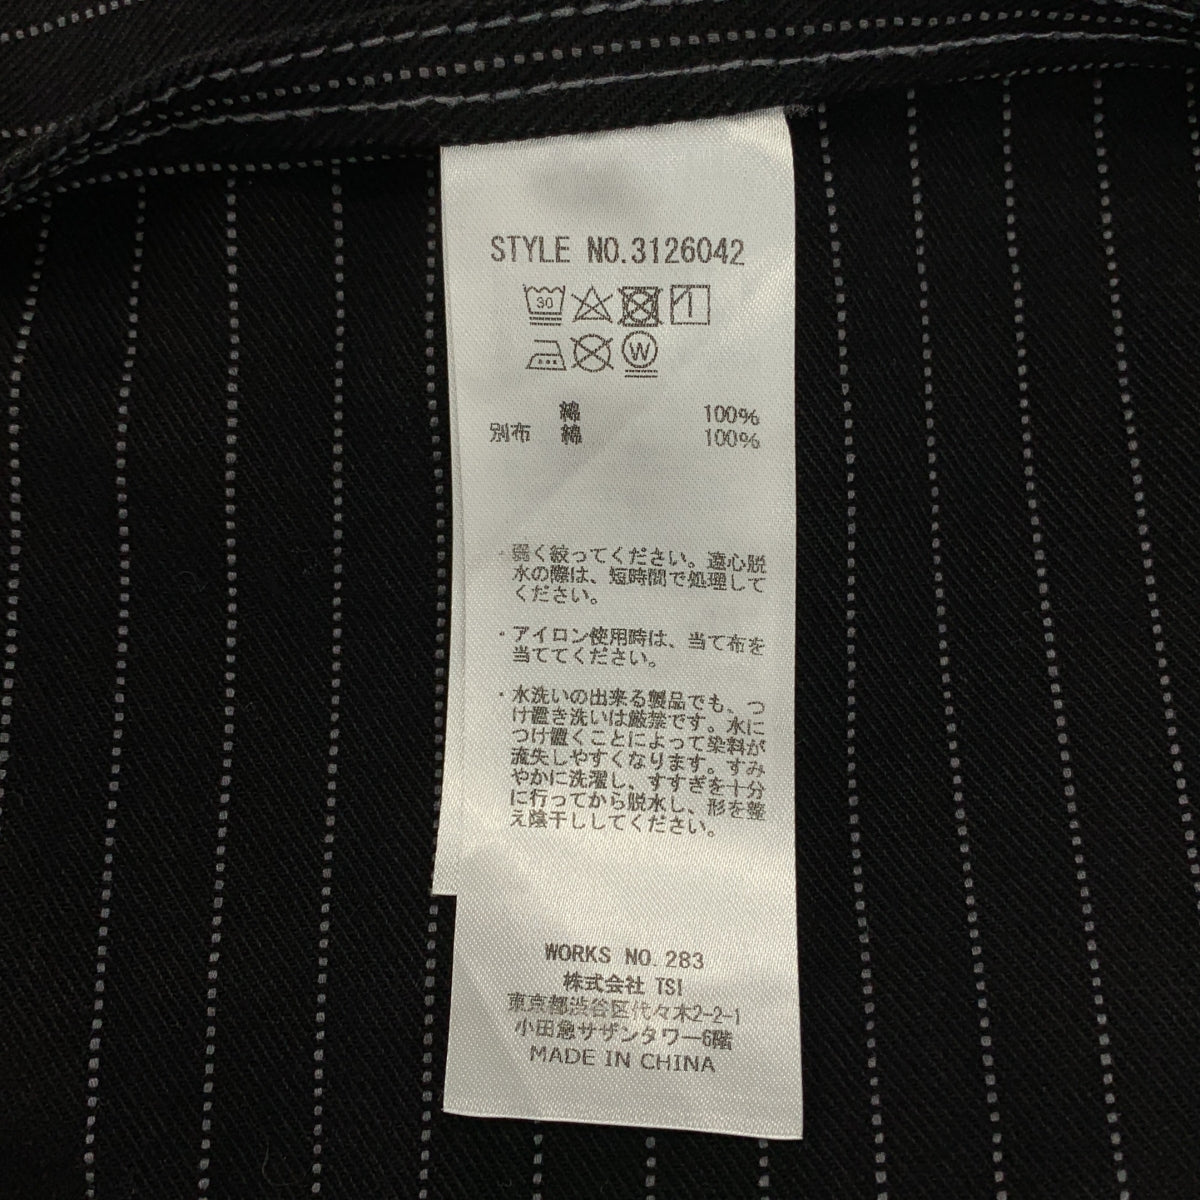 STYLE NO.3126042
30
W
綿 100%
別布 綿 100%
・弱く絞ってください。遠心脱
水の際は、短時間で処理して
ください。
・アイロン使用時は、当て布を
当ててください。
・水洗いの出来る製品でも、つ
け置き洗いは厳禁です。水に
つけ置くことによって染料が
流失しやすくなります。すみ
やかに洗濯し、すすぎを十分
に行ってから脱水し、形を整
え陰干ししてください。
WORKS NO.283
株式会社 TSI
東京都渋谷区代々木2-2-1
小田急サザンタワー6階
MADE IN CHINA